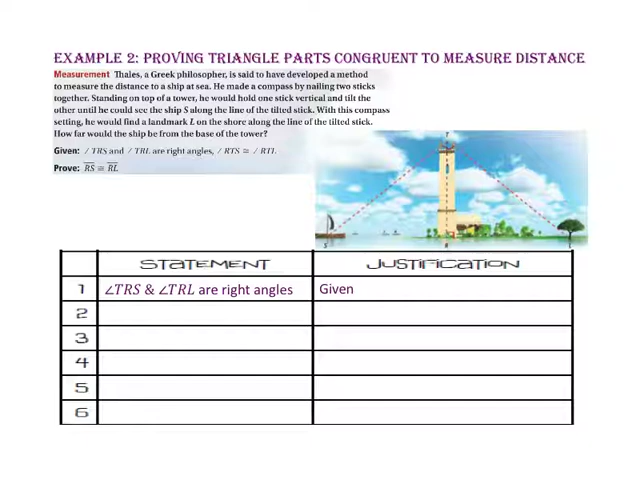 EXAMPLE 2: PROVING TRIANGLE PARTS CONGRUENT TO MEASURE DISTANCE
Measurement Thales, a Greek philosopher, is said to have developed a method
to measure the distance to a ship at sea. He made a compass by nailing two sticks
together. Standing on top of a tower, he would hold one stick vertical and tilt the
other until he could see the ship S along the line of the tilted stick. With this compass
setting, he would find a landmark L on the shore along the line of the tilted stick.
How far would the ship be from the base of the tower?
Given: ∠TRS and ∠TRL are right angles, ∠RTS ≅ ∠RTL
Prove: R̅S̅ ≅ R̅L̅
STATEMENT JUSTIFICATION
1 ∠TRS & ∠TRL are right angles Given
2
3
4
5
6